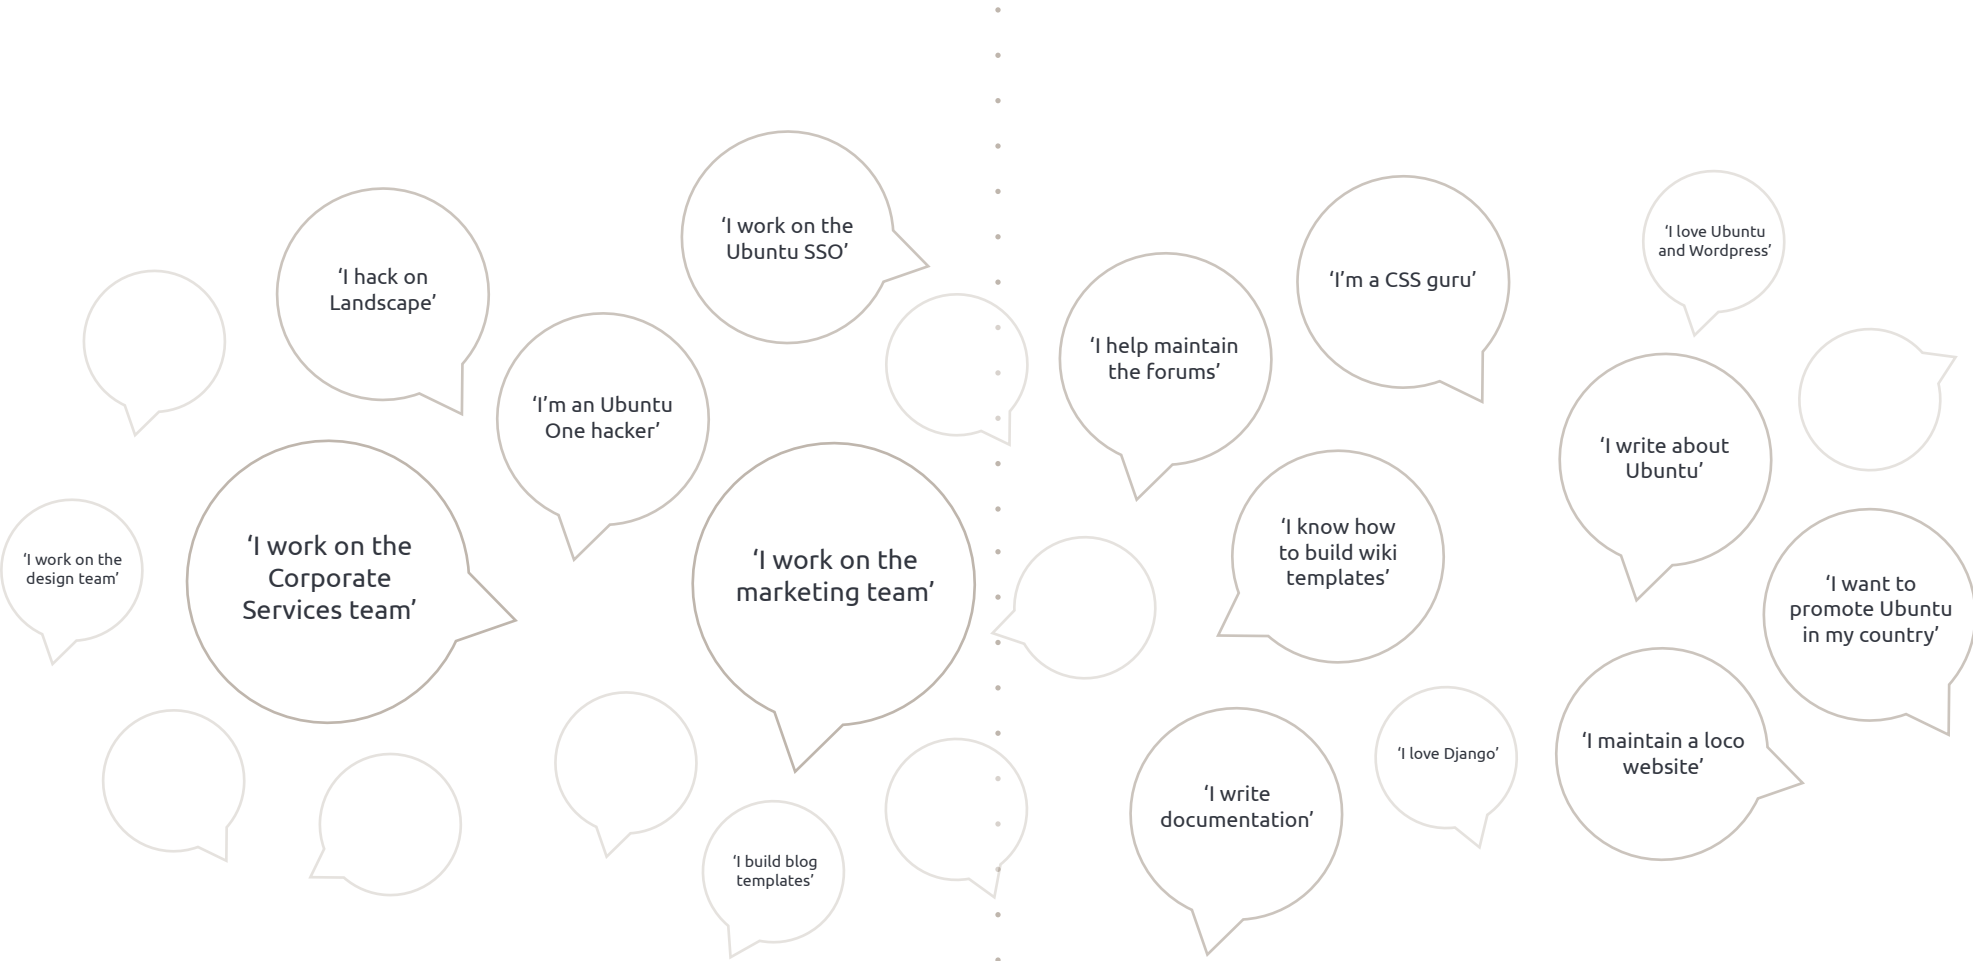 ‘I work on the
Ubuntu SSO’
‘I hack on
Landscape’
‘I’m an Ubuntu
One hacker’
‘I work on the
design team’
‘I work on the
Corporate
Services team’
‘I work on the
marketing team’
‘I build blog
templates’
‘I’m a CSS guru’
‘I love Ubuntu
and Wordpress’
‘I help maintain
the forums’
‘I write about
Ubuntu’
‘I know how
to build wiki
templates’
‘I want to
promote Ubuntu
in my country’
‘I love Django’
‘I maintain a loco
website’
‘I write
documentation’